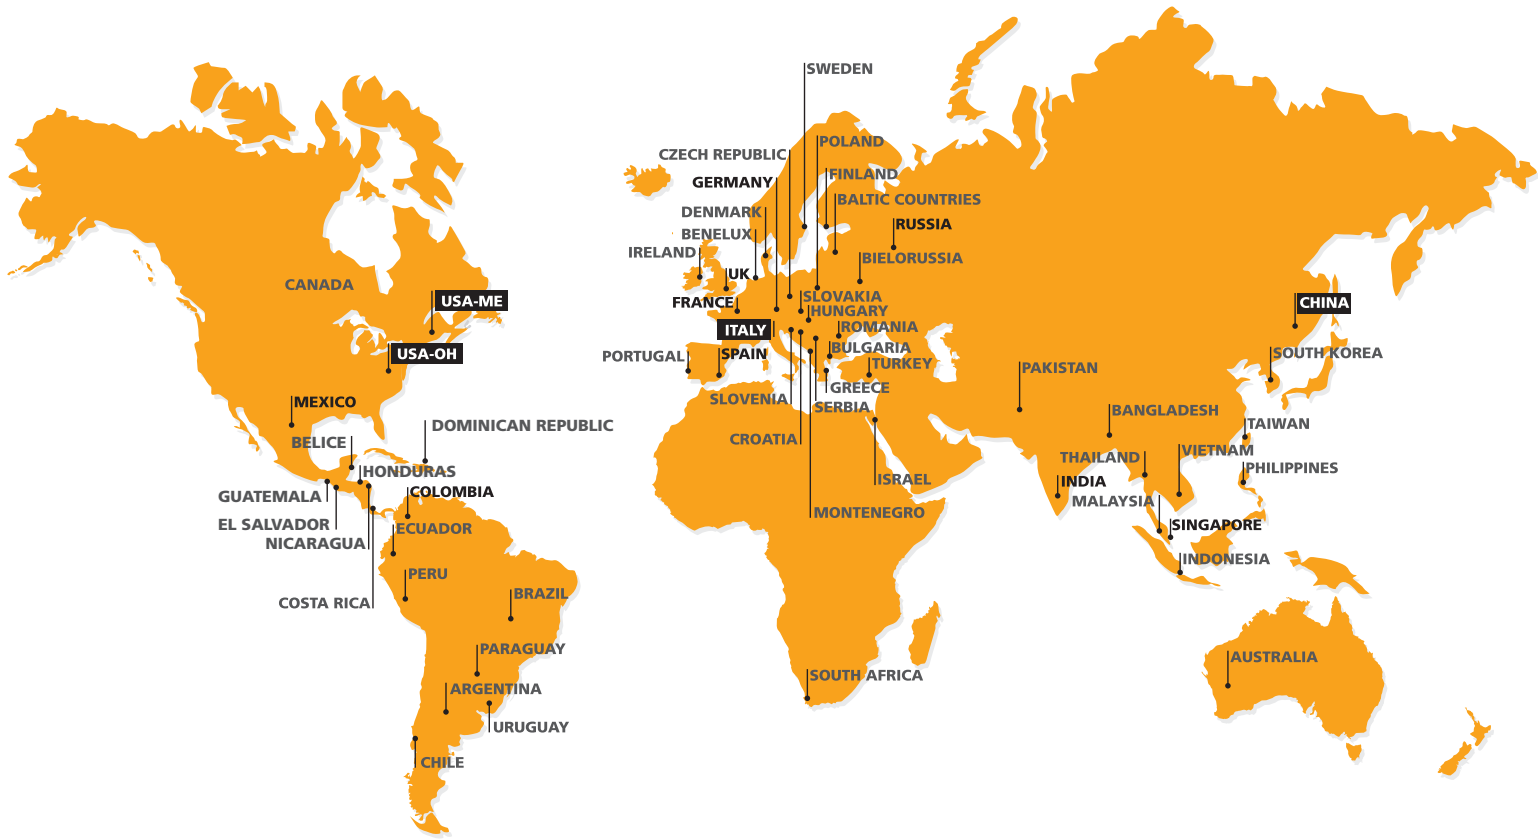 SWEDEN
POLAND
CZECH REPUBLIC
FINLAND
GERMANY
BALTIC COUNTRIES
DENMARK
RUSSIA
BENELUX
IRELAND
BIELORUSSIA
UK
CANADA
SLOVAKIA
USA-ME
FRANCE
CHINA
HUNGARY
ITALY
ROMANIA
BULGARIA
USA-OH
PORTUGAL
SPAIN
SOUTH KOREA
TURKEY
PAKISTAN
GREECE
SLOVENIA
MEXICO
SERBIA
BANGLADESH
DOMINICAN REPUBLIC
TAIWAN
CROATIA
BELICE
VIETNAM
THAILAND
HONDURAS
PHILIPPINES
ISRAEL
INDIA
COLOMBIA
GUATEMALA
MALAYSIA
MONTENEGRO
EL SALVADOR
SINGAPORE
ECUADOR
NICARAGUA
INDONESIA
PERU
BRAZIL
COSTA RICA
PARAGUAY
AUSTRALIA
SOUTH AFRICA
ARGENTINA
URUGUAY
CHILE